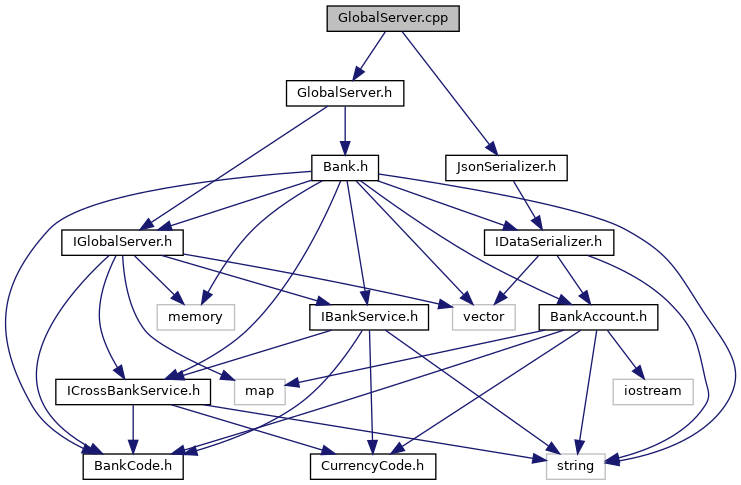 GlobalServer.cpp
GlobalServer.h
Bank.h
JsonSerializer.h
IGlobalServer.h
IDataSerializer.h
memory
IBankService.h
vector
BankAccount.h
ICrossBankService.h
map
iostream
BankCode.h
CurrencyCode.h
string